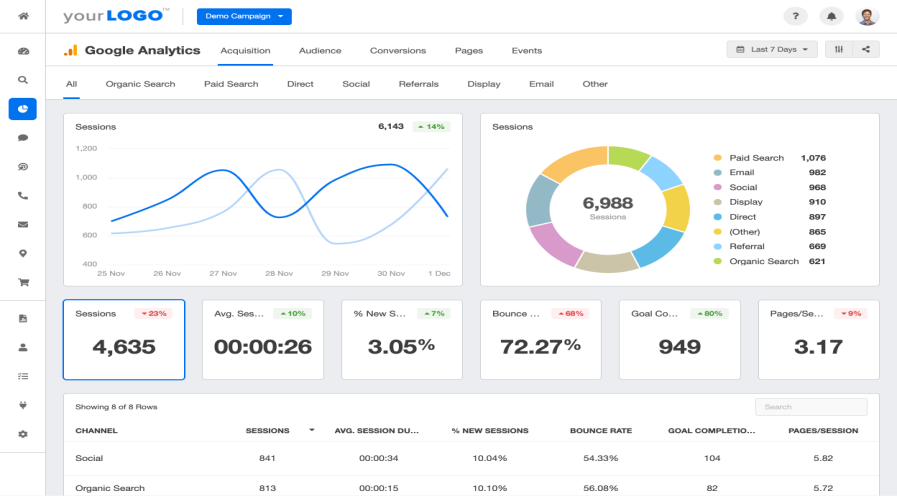 yourLOGO™ Demo Campaign ?
Google Analytics Acquisition Audience Conversions Pages Events Last 7 Days
All Organic Search Paid Search Direct Social Referrals Display Email Other
Sessions 6,143 14%
1,200
1,000
800
600
400
25 Nov 26 Nov 27 Nov 28 Nov 29 Nov 30 Nov 1 Dec
Sessions
6,988
Sessions
Paid Search 1,076
Email 982
Social 968
Display 910
Direct 897
(Other) 865
Referral 669
Organic Search 621
Sessions 23%
4,635
Avg. Ses... 10%
00:00:26
% New S... 7%
3.05%
Bounce ... 68%
72.27%
Goal Co... 80%
949
Pages/Se... 9%
3.17
Showing 8 of 8 Rows Search
CHANNEL SESSIONS AVG. SESSION DU... % NEW SESSIONS BOUNCE RATE GOAL COMPLETIO... PAGES/SESSION
Social 841 00:00:34 10.04% 54.33% 104 5.82
Organic Search 813 00:00:15 10.10% 56.08% 82 5.72